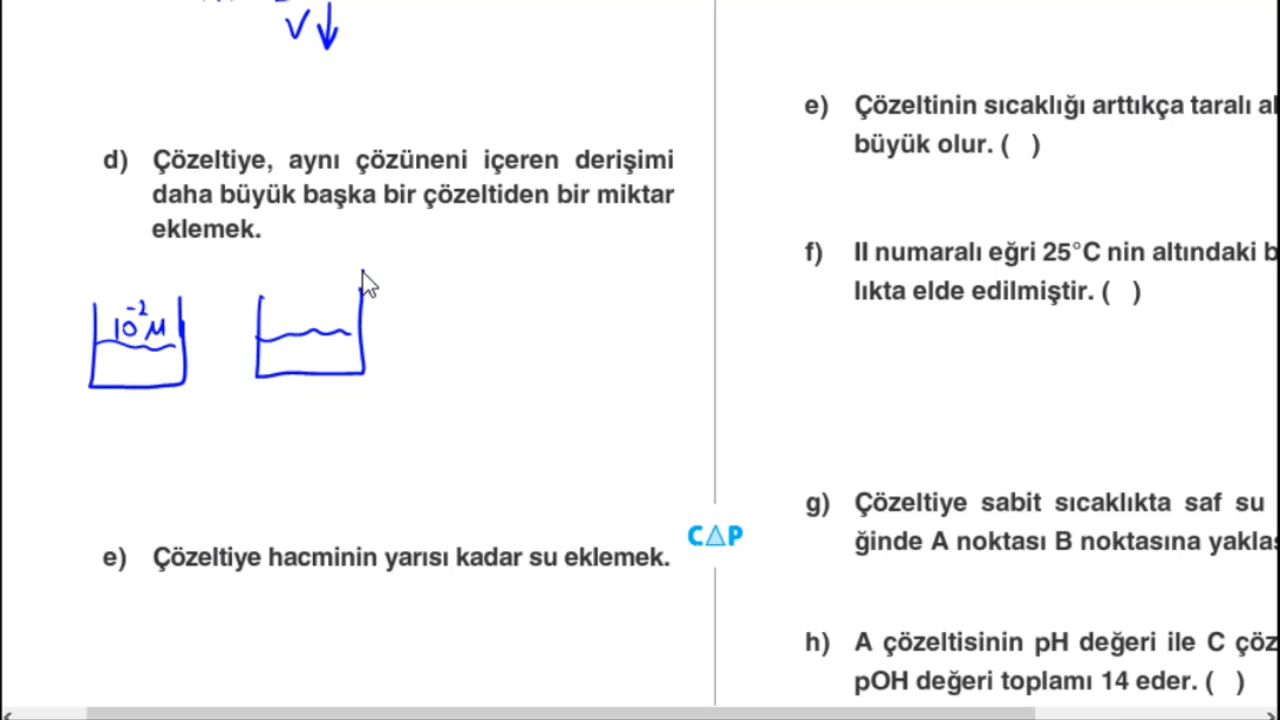 V↓
d) Çözeltiye, aynı çözüneni içeren derişimi
daha büyük başka bir çözeltiden bir miktar
eklemek.
10⁻² M
e) Çözeltiye hacminin yarısı kadar su eklemek.
CAP
e) Çözeltinin sıcaklığı arttıkça taralı al
büyük olur. ( )
f) II numaralı eğri 25°C nin altındaki b
lıkta elde edilmiştir. ( )
g) Çözeltiye sabit sıcaklıkta saf su
ğinde A noktası B noktasına yakla
h) A çözeltisinin pH değeri ile C çöz
pOH değeri toplamı 14 eder. ( )